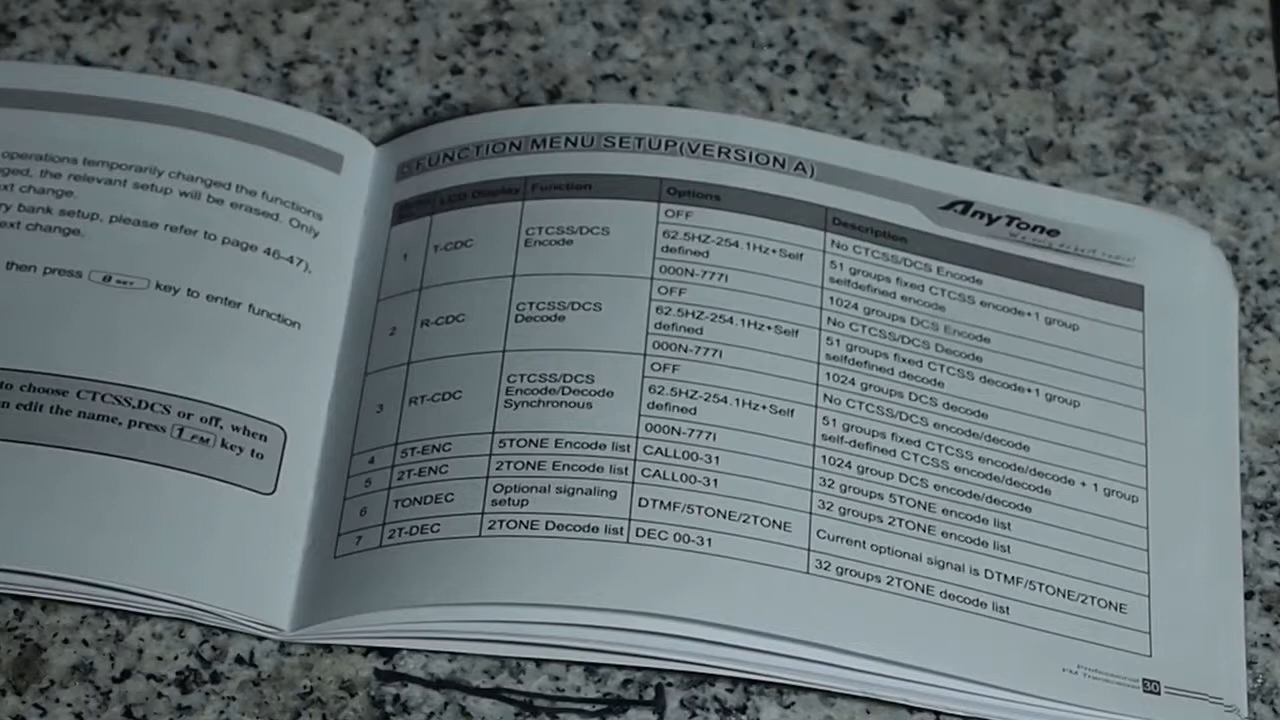 operations temporarily changed the functions
ged, the relevant setup will be erased. Only
xt change.
ry bank setup, please refer to page 46-47),
ext change.
then press 0 SET key to enter function
to choose CTCSS,DCS or off, when
n edit the name, press 1 FM key to
FUNCTION MENU SETUP(VERSION A)
AnyTone
LCD Display Function Options Description
1 T-CDC CTCSS/DCS Encode OFF No CTCSS/DCS Encode
62.5HZ-254.1Hz+Self defined 51 groups fixed CTCSS encode+1 group selfdefined encode
000N-777I 1024 groups DCS Encode
2 R-CDC CTCSS/DCS Decode OFF No CTCSS/DCS Decode
62.5HZ-254.1Hz+Self defined 51 groups fixed CTCSS decode+1 group selfdefined decode
000N-777I 1024 groups DCS decode
3 RT-CDC CTCSS/DCS Encode/Decode Synchronous OFF No CTCSS/DCS encode/decode
62.5HZ-254.1Hz+Self defined 51 groups fixed CTCSS encode/decode + 1 group self-defined CTCSS encode/decode
000N-777I 1024 group DCS encode/decode
4 5T-ENC 5TONE Encode list CALL00-31 32 groups 5TONE encode list
5 2T-ENC 2TONE Encode list CALL00-31 32 groups 2TONE encode list
6 TONDEC Optional signaling setup DTMF/5TONE/2TONE Current optional signal is DTMF/5TONE/2TONE
7 2T-DEC 2TONE Decode list DEC 00-31 32 groups 2TONE decode list
Professional
FM Transceiver 30